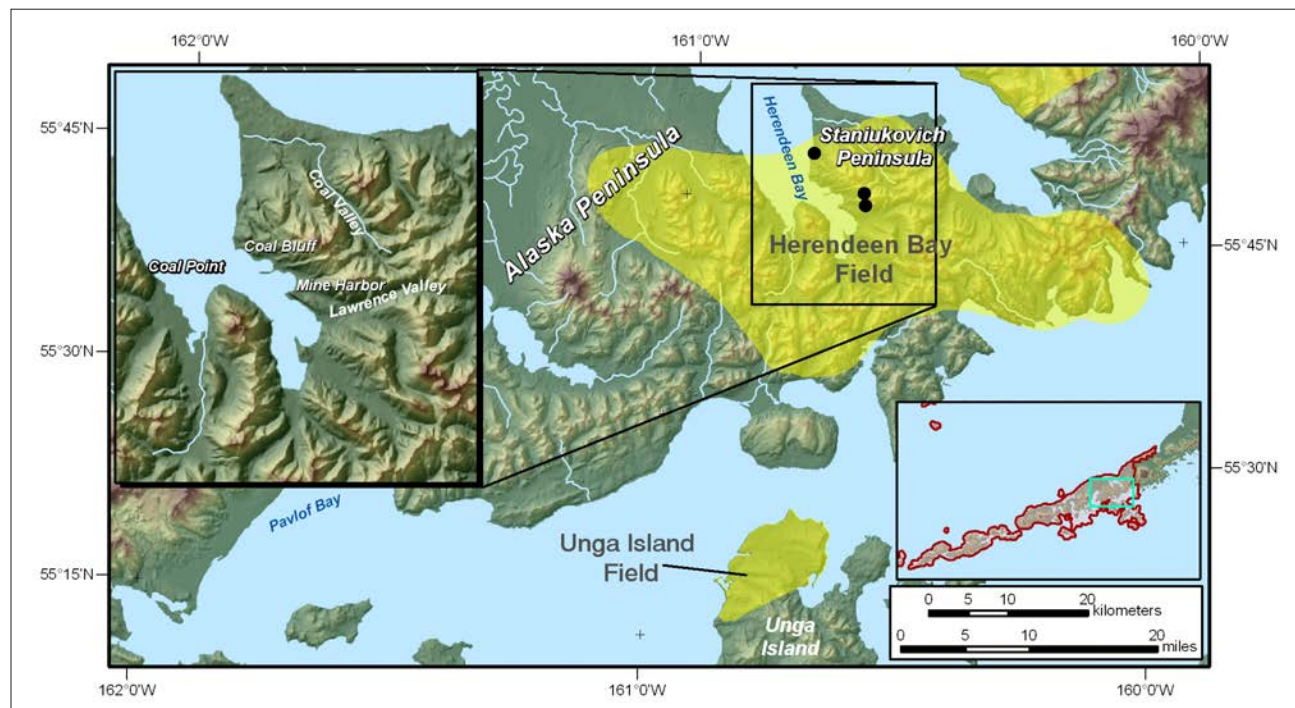 162°0'W
161°0'W
160°0'W
55°45'N
55°30'N
55°15'N
55°45'N
55°30'N
162°0'W
161°0'W
160°0'W
Coal Valley
Coal Bluff
Coal Point
Mine Harbor
Lawrence Valley
Alaska Peninsula
Herendeen Bay
Staniukovich
Peninsula
Herendeen Bay
Field
Pavlof Bay
Unga Island
Field
Unga
Island
0 5 10 20
kilometers
0 5 10 20
miles